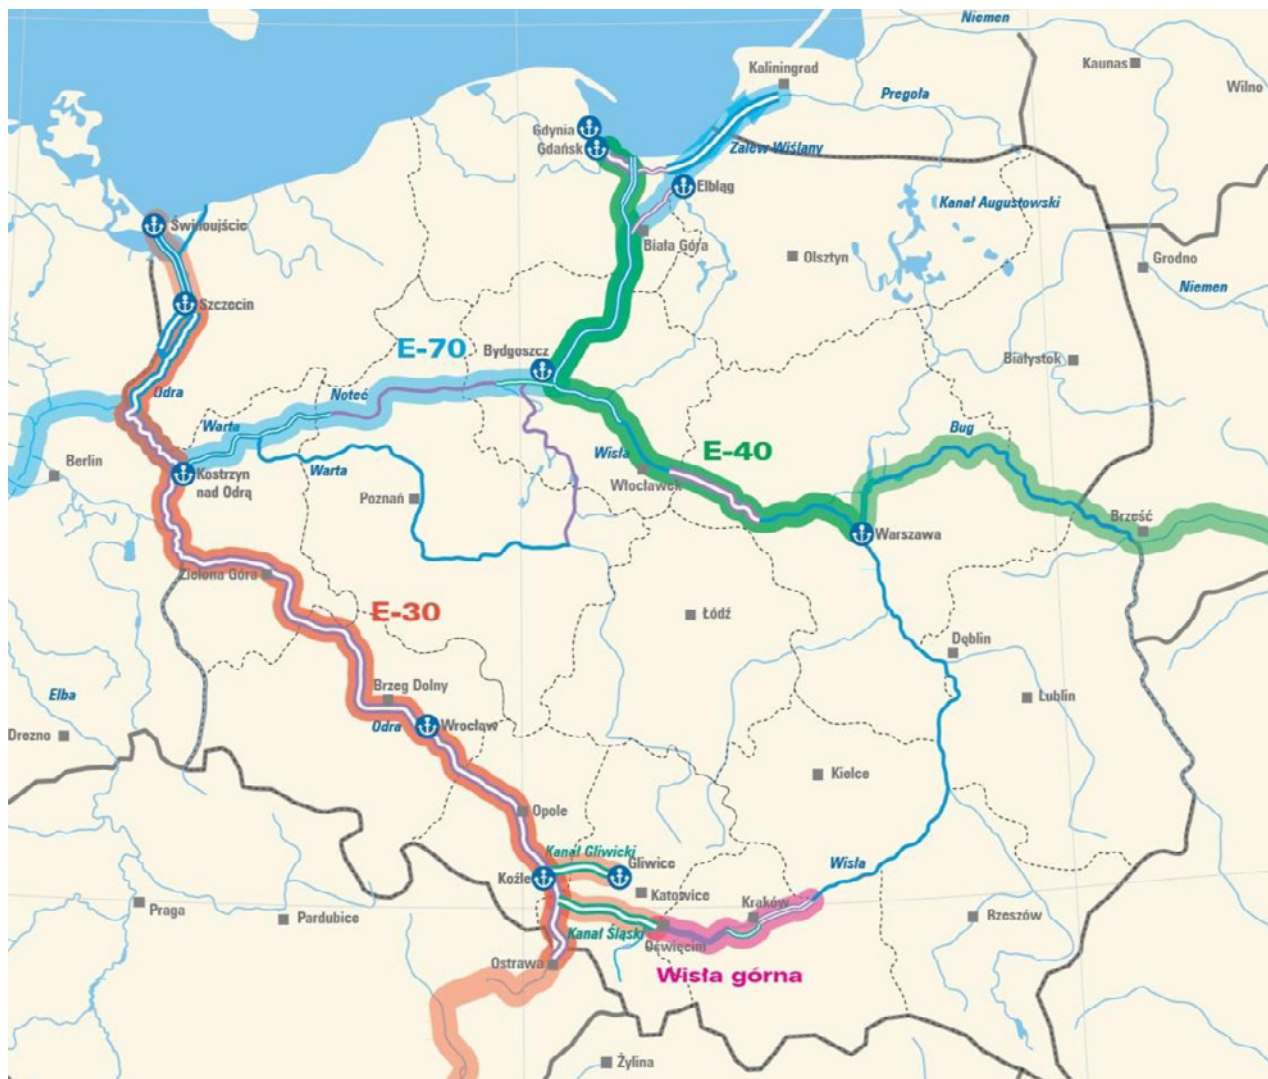 Niemen
Kaunas
Kaliningrad
Wilno
Pregoła
Gdynia
Gdańsk
Zalew Wiślany
Elbląg
Kanał Augustowski
Świnoujście
Biała Góra
Olsztyn
Grodno
Niemen
Szczecin
E-70
Bydgoszcz
Białystok
Odra
Noteć
Warta
Bug
Berlin
Wisła
E-40
Kostrzyn
nad Odrą
Warta
Włocławek
Poznań
Brześć
Warszawa
Zielona Góra
E-30
Łódź
Dęblin
Brzeg Dolny
Elba
Lublin
Odra
Wrocław
Drezno
Kielce
Opole
Kanał Gliwicki
Gliwice
Wisła
Koźle
Katowice
Praga
Pardubice
Kraków
Rzeszów
Kanał Śląski
Oświęcim
Ostrawa
Wisła górna
Żylina